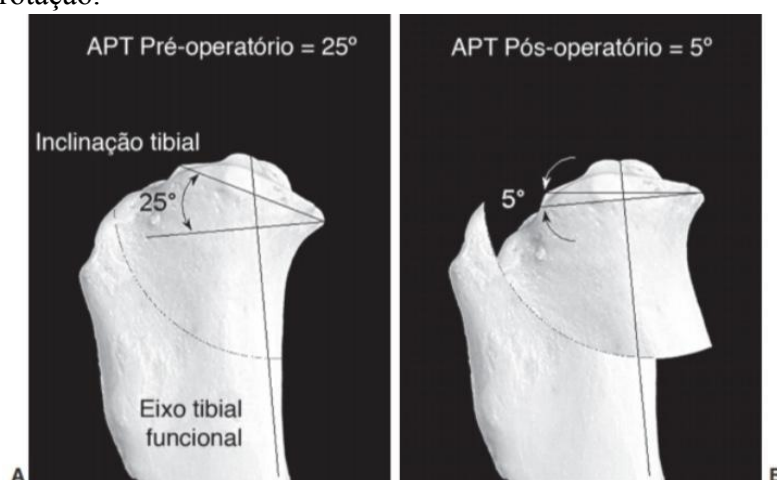 rotação.
APT Pré-operatório = 25º
Inclinação tibial
25°
Eixo tibial
funcional
A
APT Pós-operatório = 5º
5°